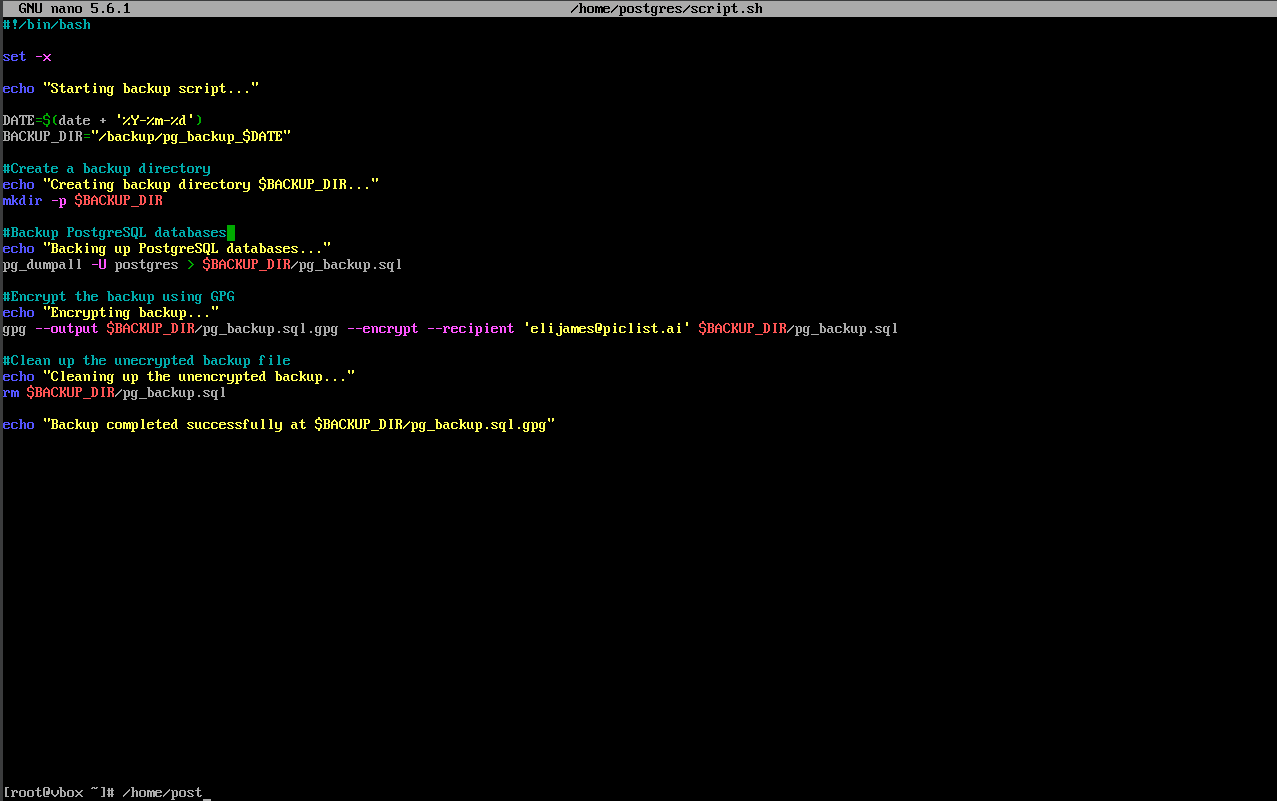 GNU nano 5.6.1 /home/postgres/script.sh
#!/bin/bash
set -x
echo "Starting backup script..."
DATE=$(date + '%Y-%m-%d')
BACKUP_DIR="/backup/pg_backup_$DATE"
#Create a backup directory
echo "Creating backup directory $BACKUP_DIR..."
mkdir -p $BACKUP_DIR
#Backup PostgreSQL databases
echo "Backing up PostgreSQL databases..."
pg_dumpall -U postgres > $BACKUP_DIR/pg_backup.sql
#Encrypt the backup using GPG
echo "Encrypting backup..."
gpg --output $BACKUP_DIR/pg_backup.sql.gpg --encrypt --recipient 'elijames@piclist.ai' $BACKUP_DIR/pg_backup.sql
#Clean up the unecrypted backup file
echo "Cleaning up the unencrypted backup..."
rm $BACKUP_DIR/pg_backup.sql
echo "Backup completed successfully at $BACKUP_DIR/pg_backup.sql.gpg"
[root@vbox ~]# /home/post_